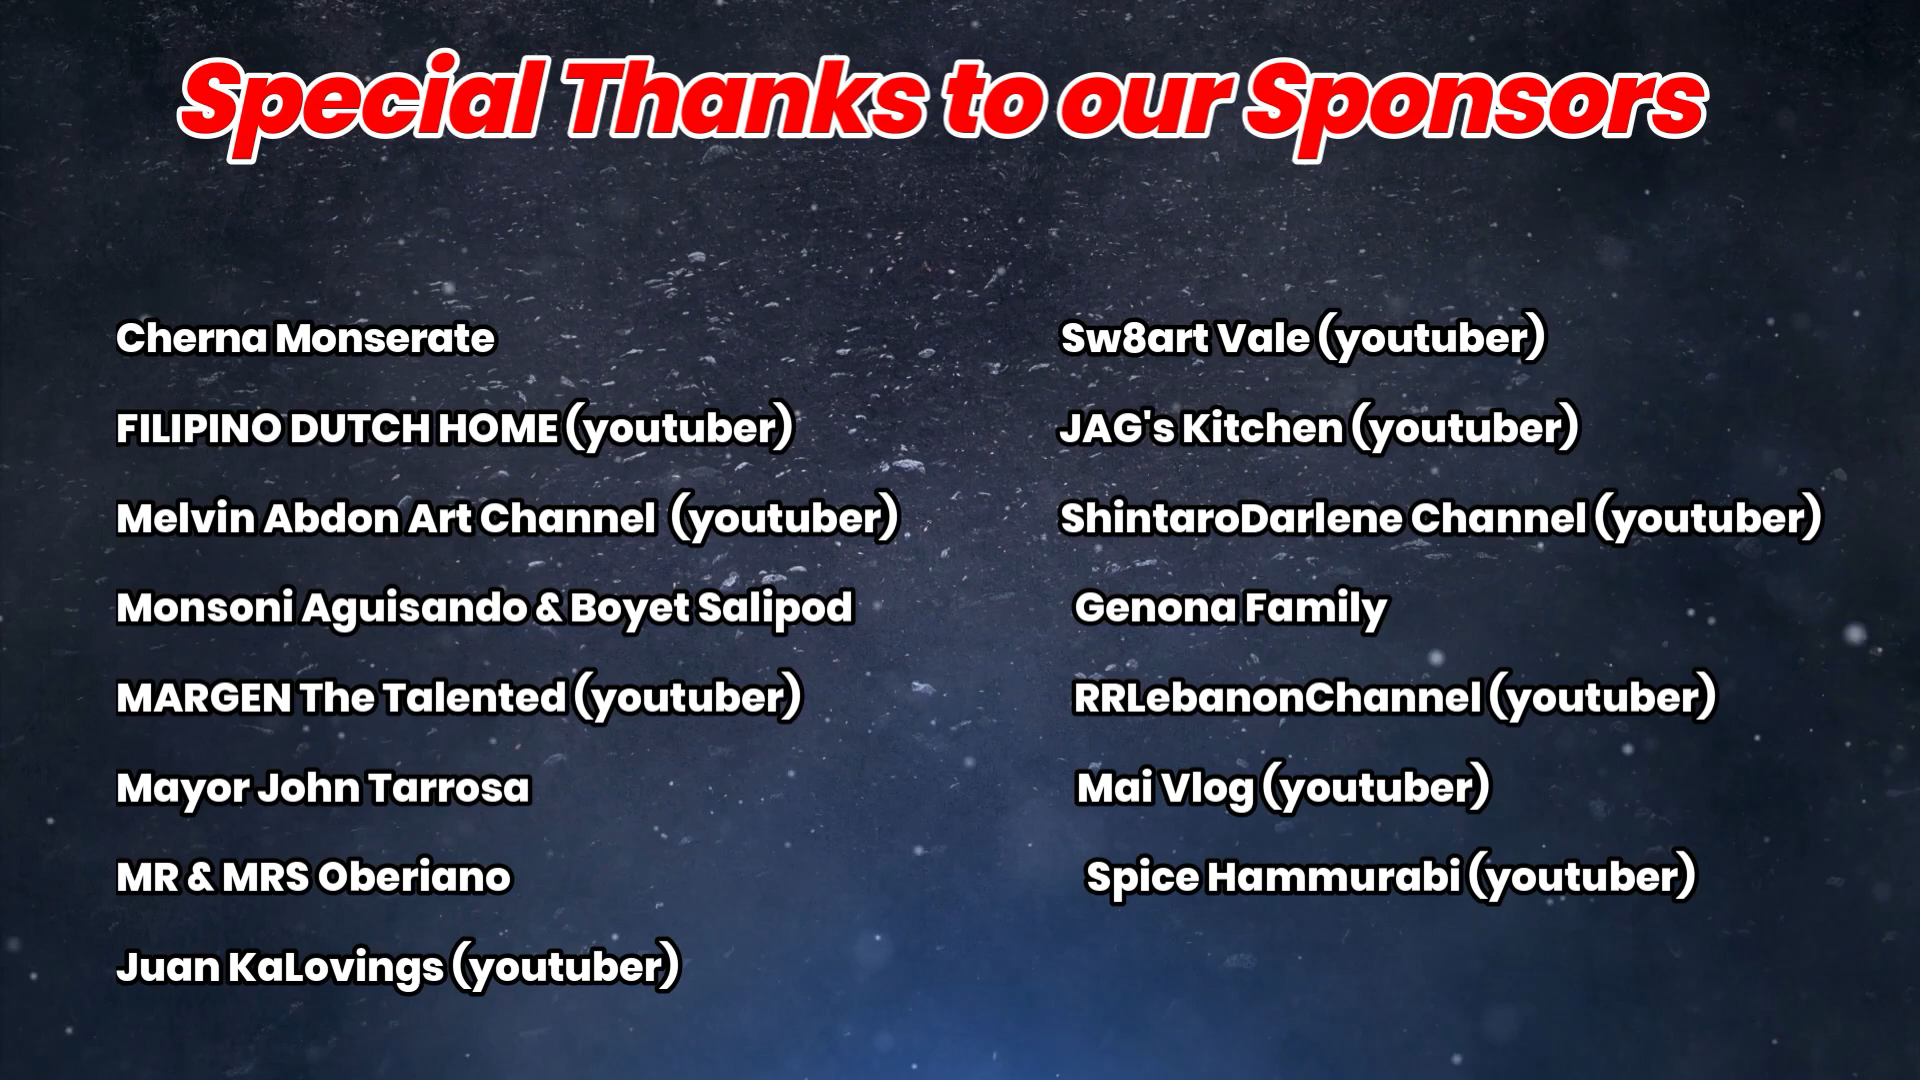 Special Thanks to our Sponsors
Cherna Monserate
FILIPINO DUTCH HOME (youtuber)
Melvin Abdon Art Channel (youtuber)
Monsoni Aguisando & Boyet Salipod
MARGEN The Talented (youtuber)
Mayor John Tarrosa
MR & MRS Oberiano
Juan KaLovings (youtuber)
Sw8art Vale (youtuber)
JAG's Kitchen (youtuber)
ShintaroDarlene Channel (youtuber)
Genona Family
RRLebanonChannel (youtuber)
Mai Vlog (youtuber)
Spice Hammurabi (youtuber)